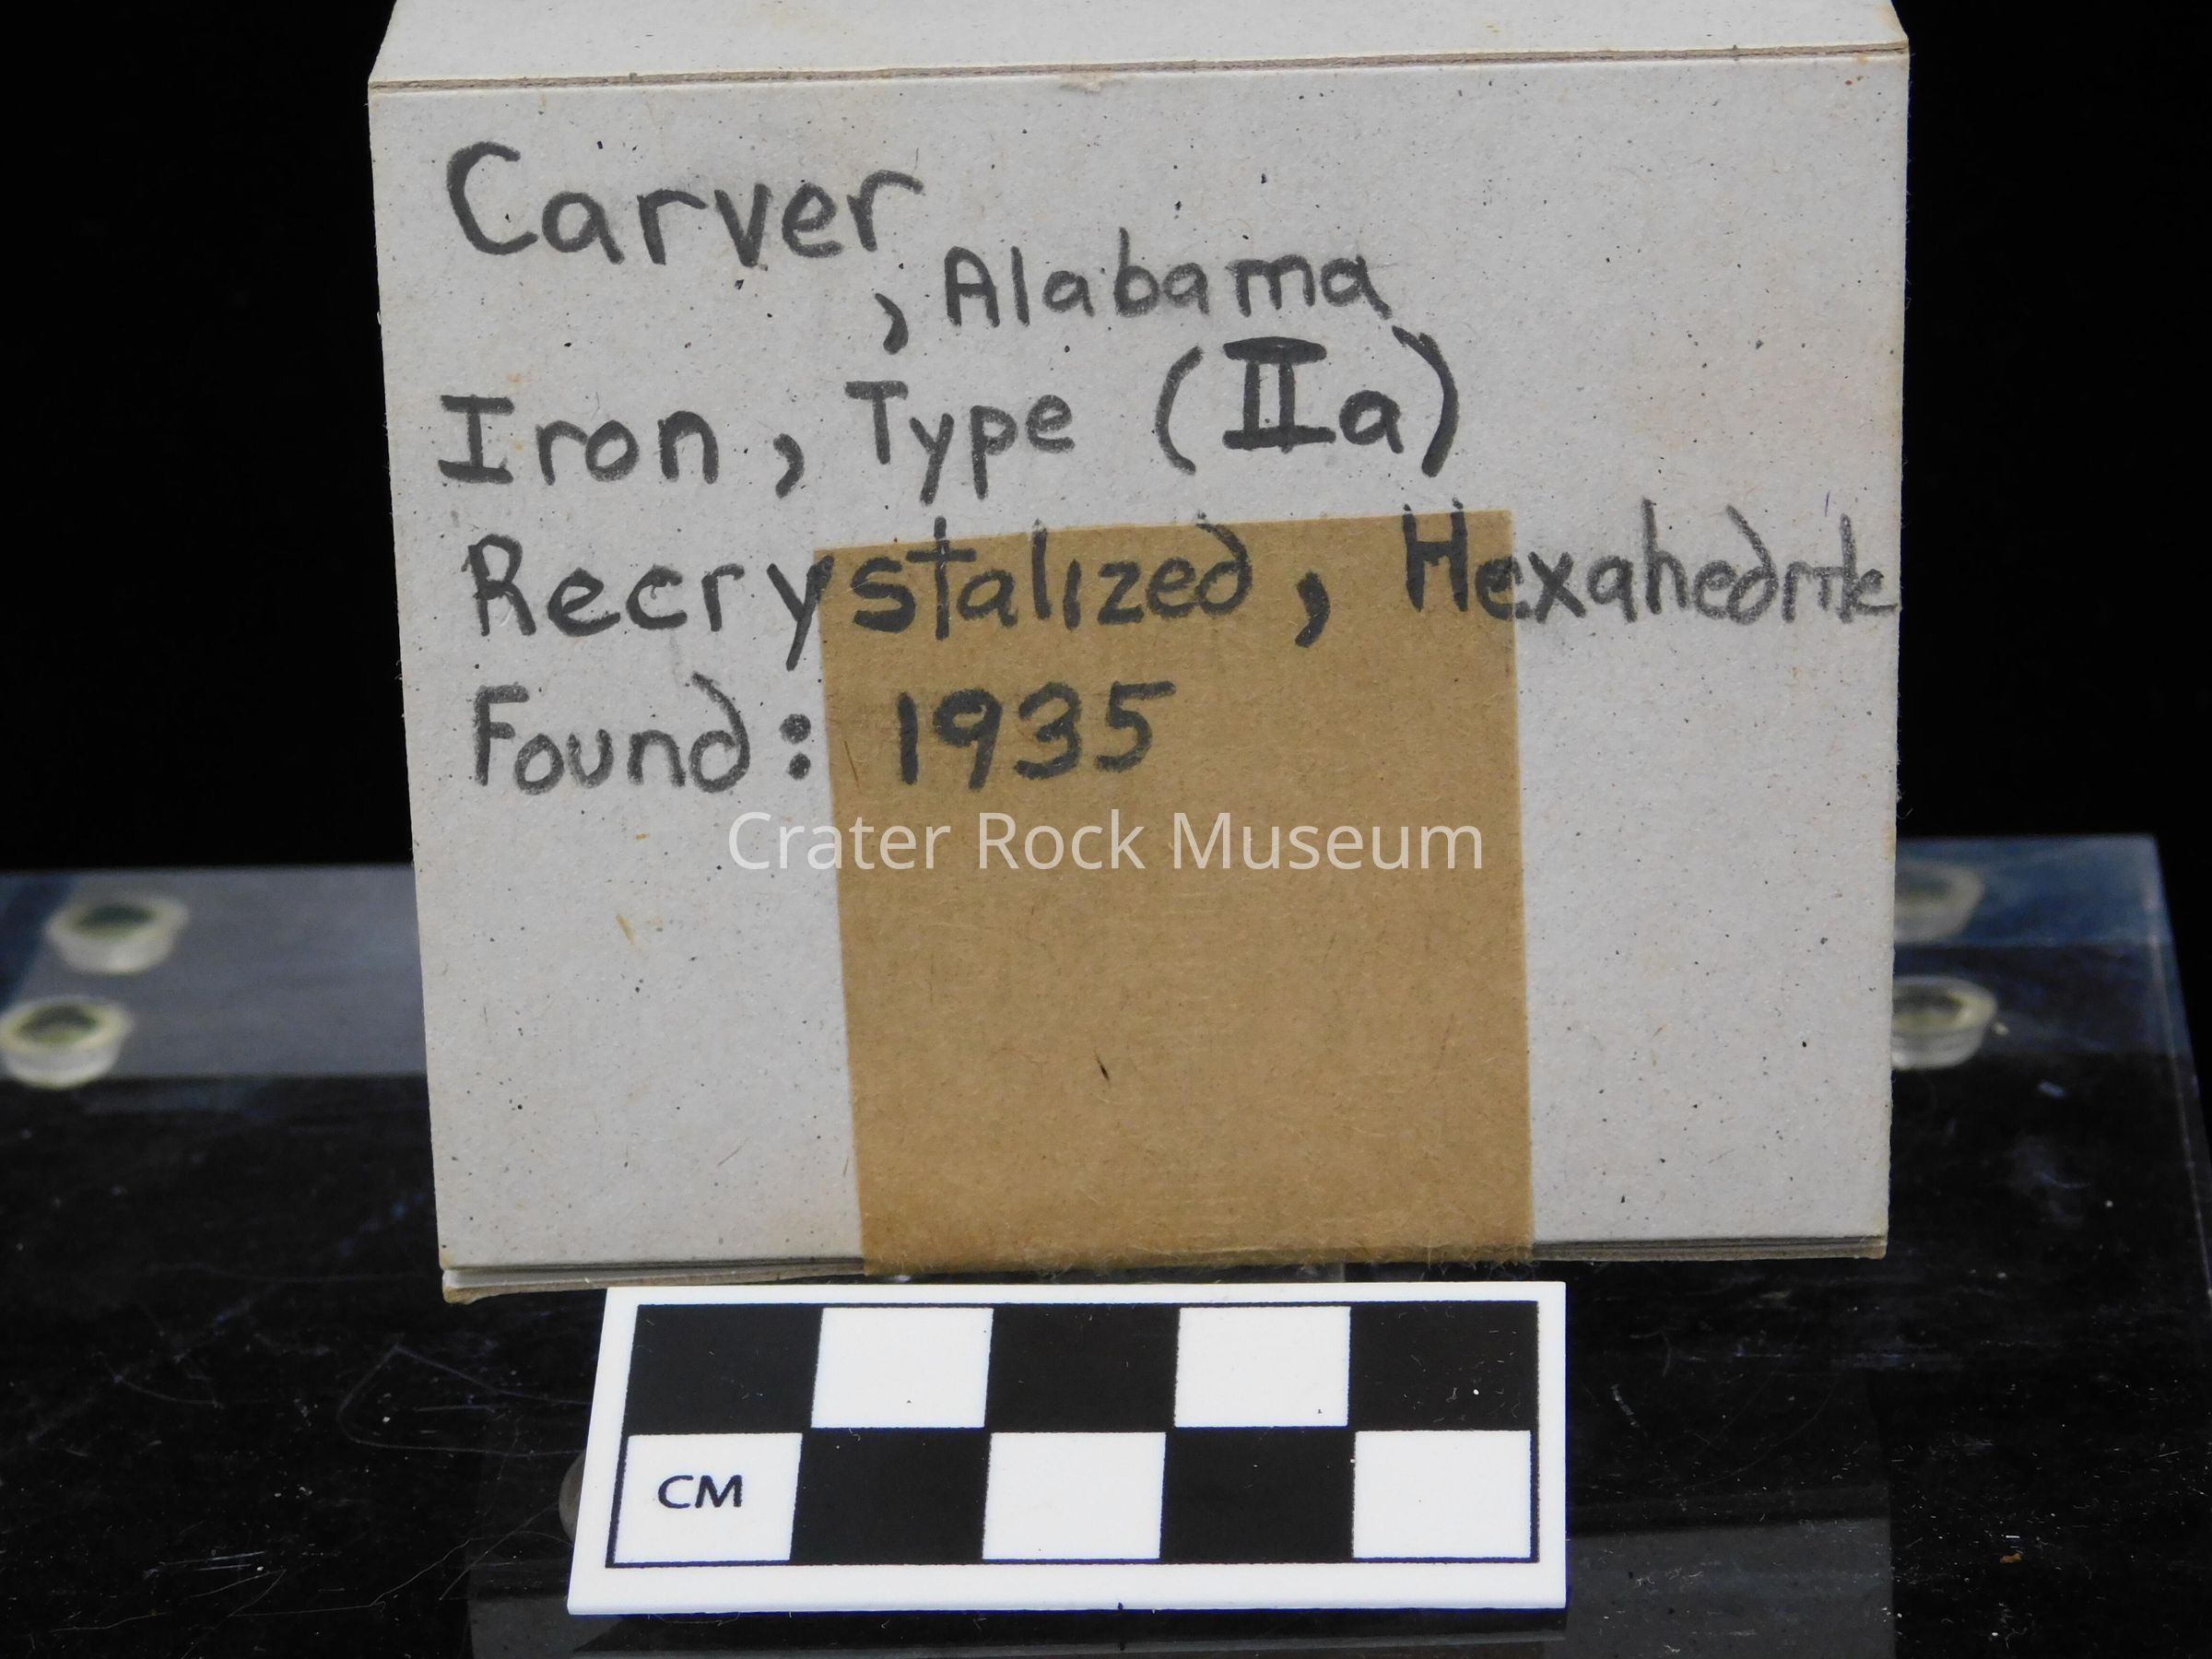 Carver
, Alabama
Iron, Type (IIa)
Recrystalized, Hexahedrite
Found: 1935
Crater Rock Museum
CM